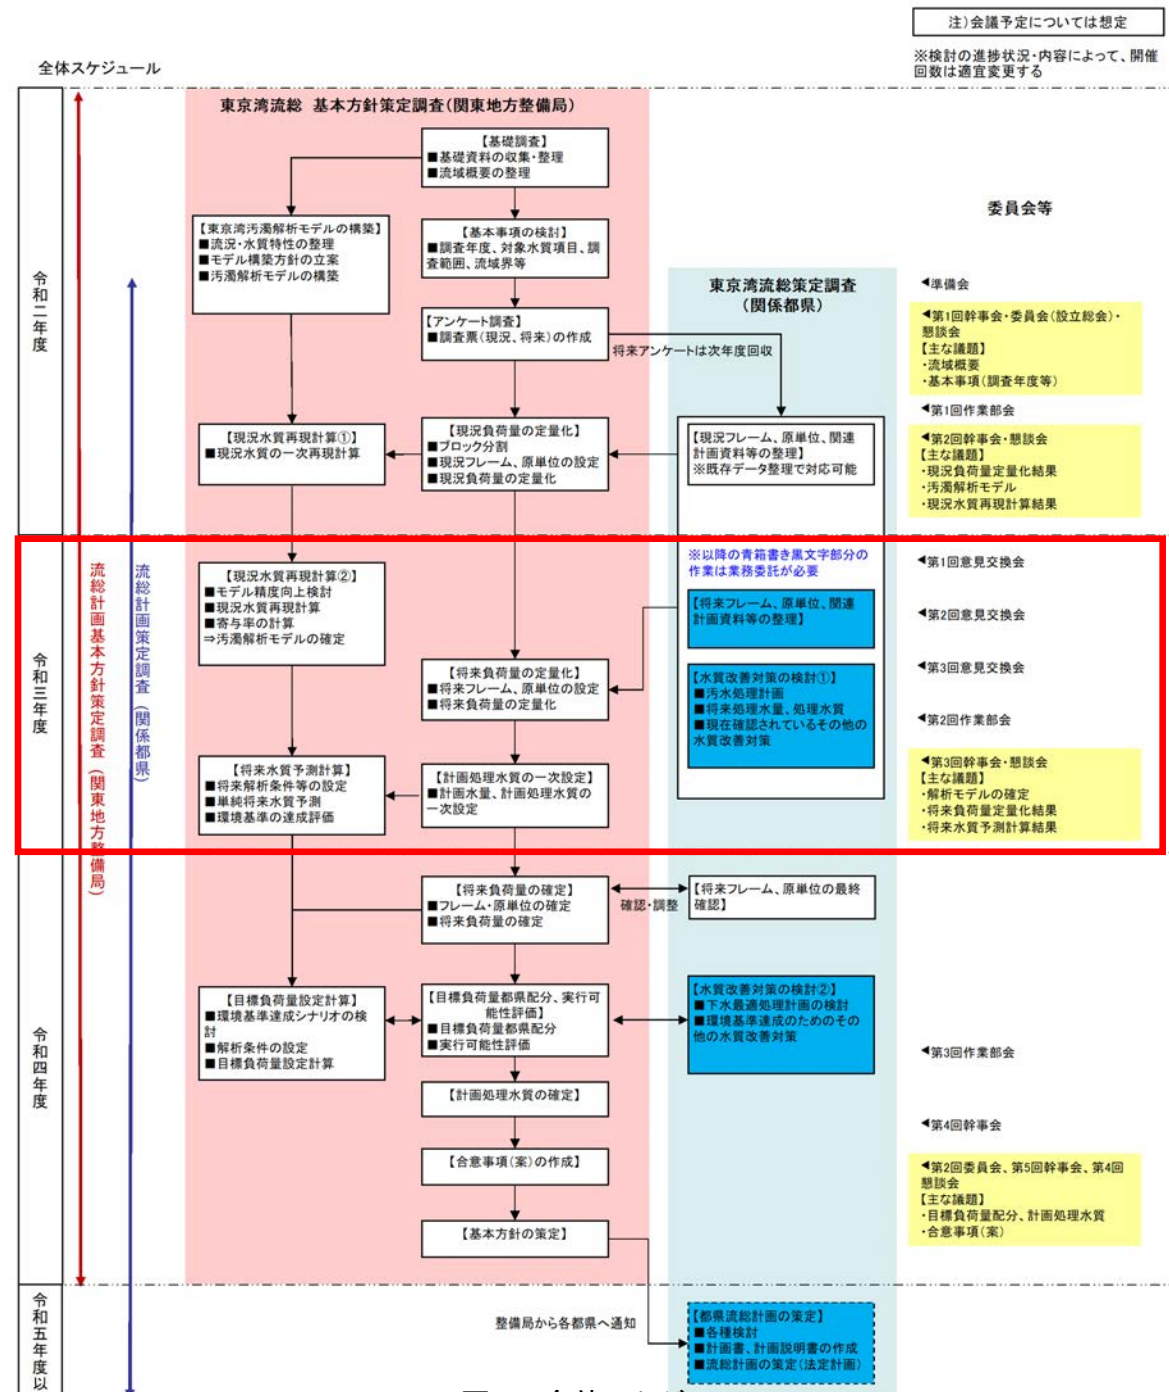 注)会議予定については想定
※検討の進捗状況・内容によって、開催
回数は適宜変更する
全体スケジュール
東京湾流総 基本方針策定調査(関東地方整備局)
【基礎調査】
■基礎資料の収集・整理
■流域概要の整理
委員会等
【東京湾汚濁解析モデルの構築】
■流況・水質特性の整理
■モデル構築方針の立案
■汚濁解析モデルの構築
【基本事項の検討】
■調査年度、対象水質項目、調
査範囲、流域界等
東京湾流総策定調査
(関係都県)
令和二年度
◀準備会
◀第1回幹事会・委員会(設立総会)・
懇談会
【主な議題】
・流域概要
・基本事項(調査年度等)
【アンケート調査】
■調査票(現況、将来)の作成
将来アンケートは次年度回収
◀第1回作業部会
【現況水質再現計算①】
■現況水質の一次再現計算
【現況負荷量の定量化】
■ブロック分割
■現況フレーム、原単位の設定
■現況負荷量の定量化
【現況フレーム、原単位、関連
計画資料等の整理】
※既存データ整理で対応可能
◀第2回幹事会・懇談会
【主な議題】
・現況負荷量定量化結果
・汚濁解析モデル
・現況水質再現計算結果
令和三年度
流総計画基本方針策定調査(関東地方整備局)
流総計画策定調査(関係都県)
【現況水質再現計算②】
■モデル精度向上検討
■現況水質再現計算
■寄与率の計算
⇒汚濁解析モデルの確定
※以降の青箱書き黒文字部分の
作業は業務委託が必要
【将来フレーム、原単位、関連
計画資料等の整理】
◀第1回意見交換会
◀第2回意見交換会
◀第3回意見交換会
◀第2回作業部会
【将来負荷量の定量化】
■将来フレーム、原単位の設定
■将来負荷量の定量化
【水質改善対策の検討①】
■汚水処理計画
■将来処理水量、処理水質
■現在確認されているその他の
水質改善対策
【将来水質予測計算】
■将来解析条件等の設定
■単純将来水質予測
■環境基準の達成評価
【計画処理水質の一次設定】
■計画水量、計画処理水質の
一次設定
◀第3回幹事会・懇談会
【主な議題】
・解析モデルの確定
・将来負荷量定量化結果
・将来水質予測計算結果
令和四年度
【将来負荷量の確定】
■フレーム・原単位の確定
■将来負荷量の確定
確認・調整
【将来フレーム、原単位の最終
確認】
【目標負荷量設定計算】
■環境基準達成シナリオの検
討
■解析条件の設定
■目標負荷量設定計算
【目標負荷量都県配分、実行可
能性評価】
■目標負荷量都県配分
■実行可能性評価
【水質改善対策の検討②】
■下水最適処理計画の検討
■環境基準達成のためのその
他の水質改善対策
◀第3回作業部会
【計画処理水質の確定】
◀第4回幹事会
【合意事項(案)の作成】
◀第2回委員会、第5回幹事会、第4回
懇談会
【主な議題】
・目標負荷量配分、計画処理水質
・合意事項(案)
【基本方針の策定】
令和五年度以
整備局から各都県へ通知
【都県流総計画の策定】
■各種検討
■計画書、計画説明書の作成
■流総計画の策定(法定計画)